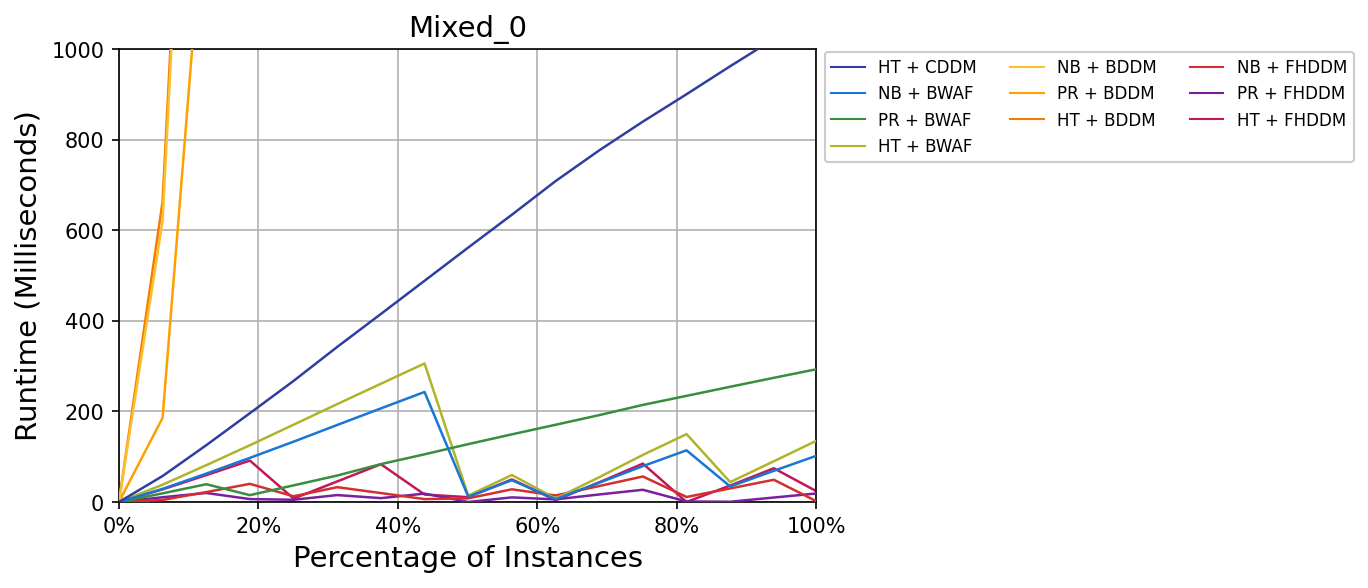 Mixed_0
Runtime (Milliseconds)
1000
800
600
400
200
0
0% 20% 40% 60% 80% 100%
Percentage of Instances
HT + CDDM
NB + BWAF
PR + BWAF
HT + BWAF
NB + BDDM
PR + BDDM
HT + BDDM
NB + FHDDM
PR + FHDDM
HT + FHDDM